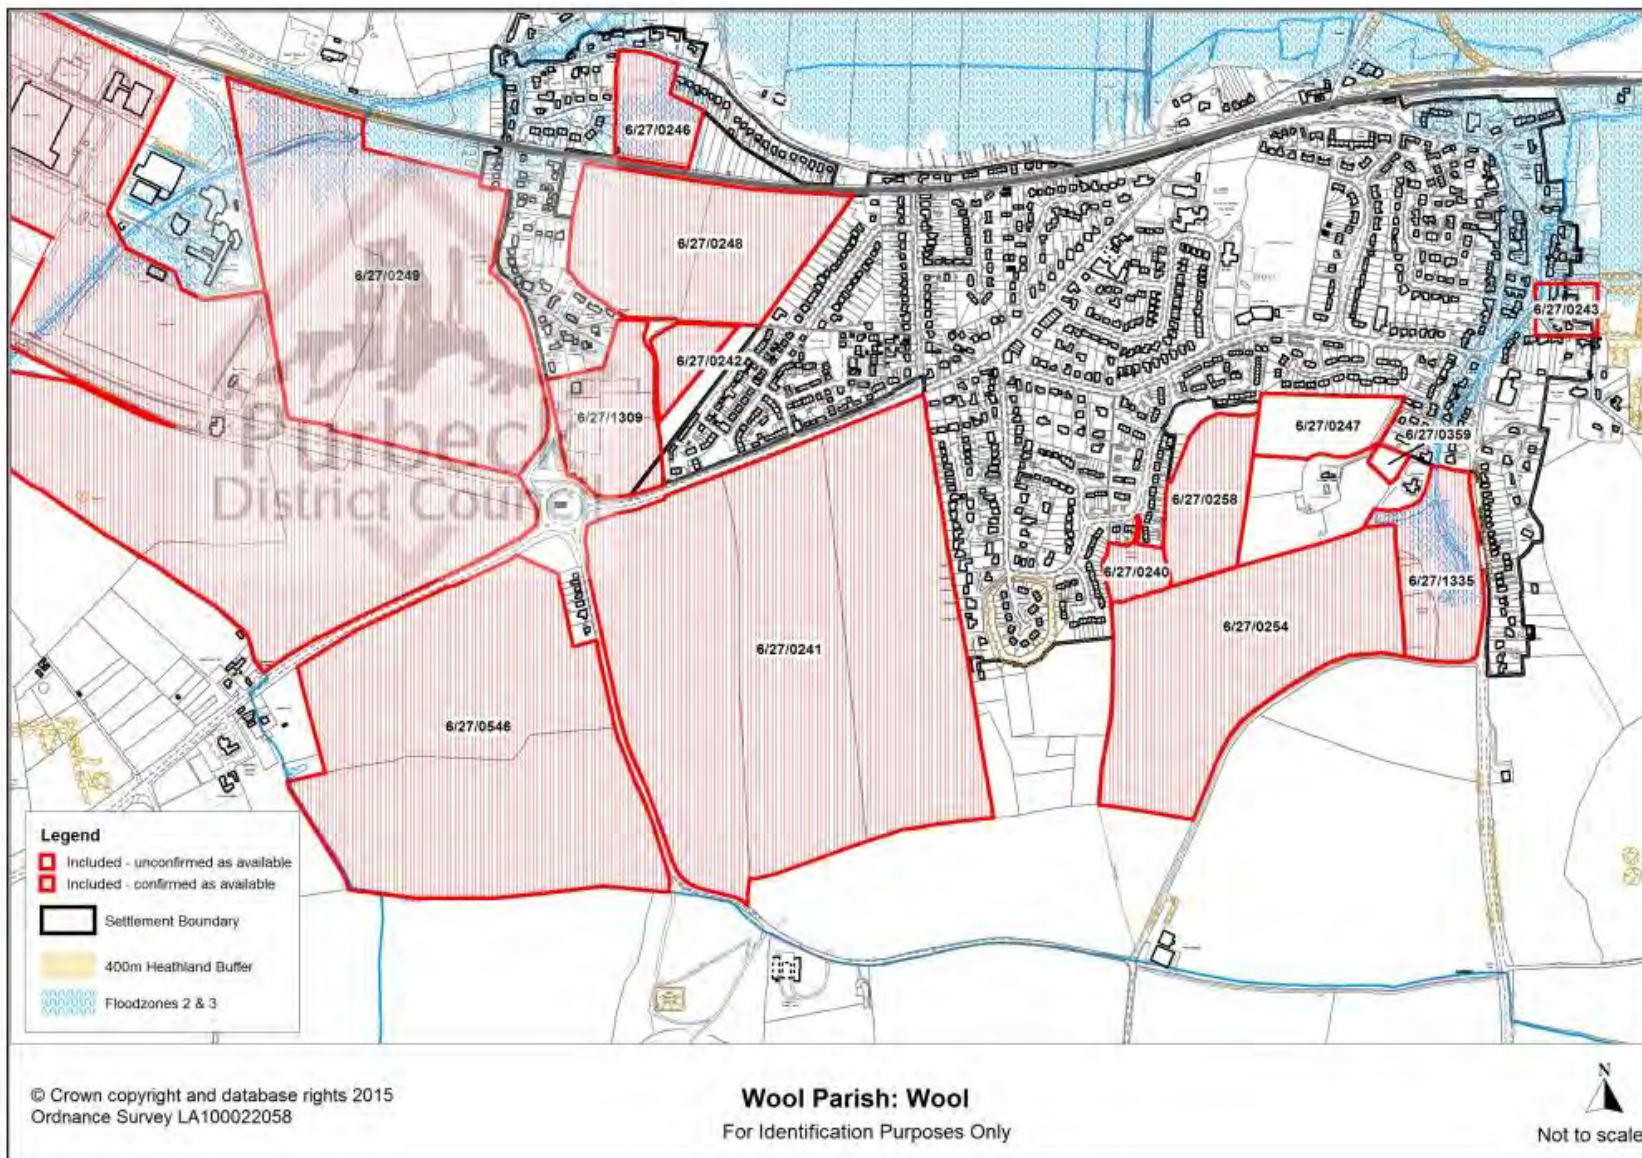 6/27/0246
6/27/0248
6/27/0249
6/27/0243
6/27/0242
6/27/1309
6/27/0247
6/27/0359
6/27/0258
6/27/0240
6/27/1335
6/27/0254
6/27/0241
6/27/0546
Purbeck
District Council
Legend
Included - unconfirmed as available
Included - confirmed as available
Settlement Boundary
400m Heathland Buffer
Floodzones 2 & 3
© Crown copyright and database rights 2015
Ordnance Survey LA100022058
Wool Parish: Wool
For Identification Purposes Only
N
Not to scale